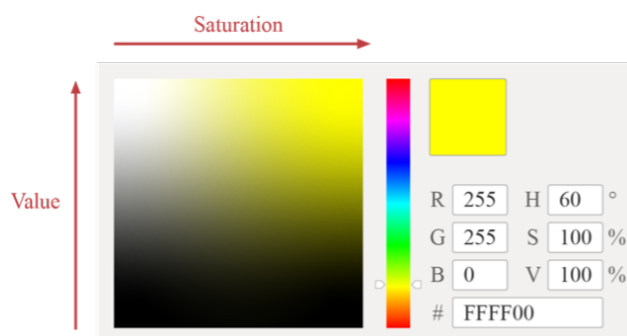 Saturation
Value
R 255 H 60 °
G 255 S 100 %
B 0 V 100 %
# FFFF00